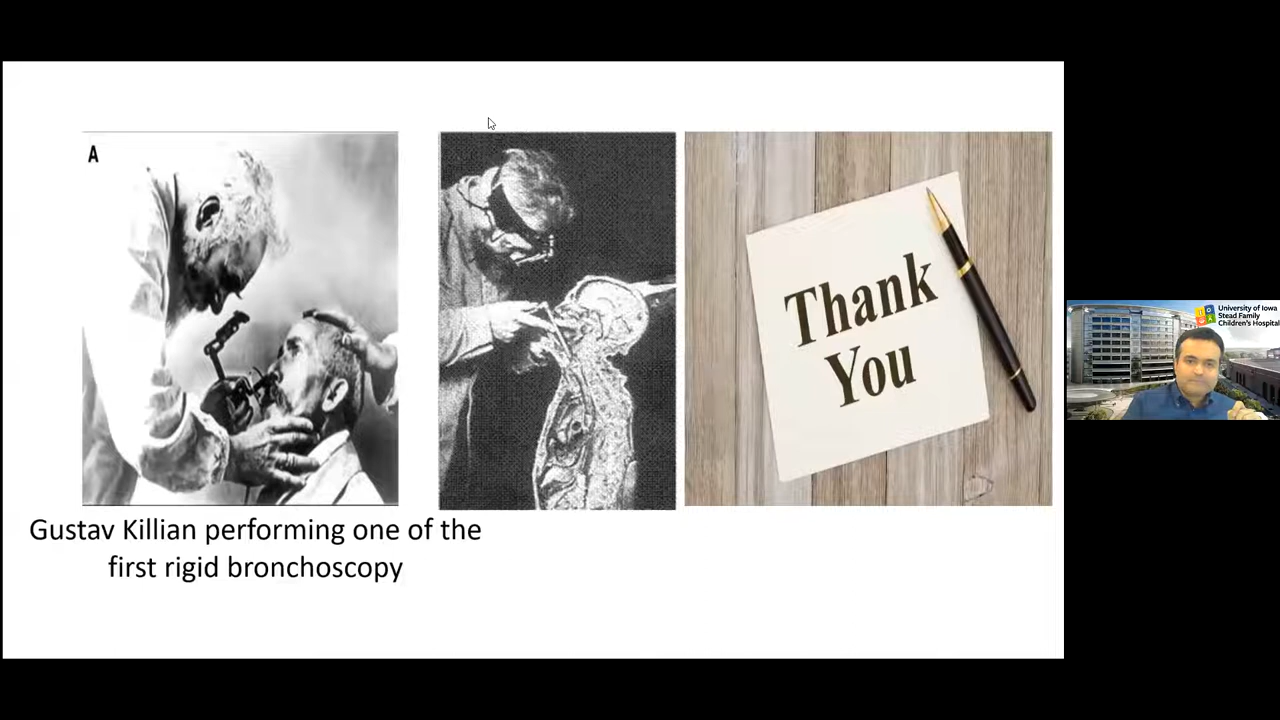 A
Thank
You
Gustav Killian performing one of the
first rigid bronchoscopy
University of Iowa
Stead Family
Children's Hospital